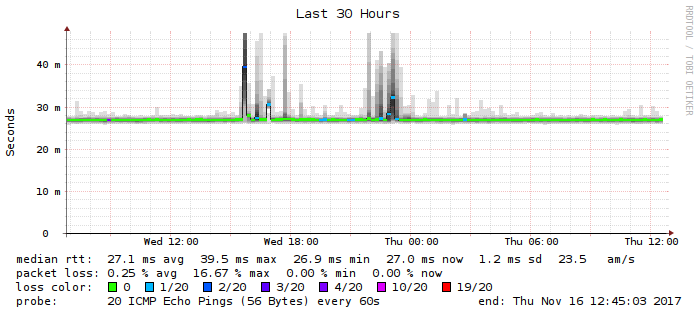 Last 30 Hours
RRDTOOL / TOBI OETIKER
Seconds
40 m
30 m
20 m
10 m
0
Wed 12:00 Wed 18:00 Thu 00:00 Thu 06:00 Thu 12:00
median rtt: 27.1 ms avg 39.5 ms max 26.9 ms min 27.0 ms now 1.2 ms sd 23.5 am/s
packet loss: 0.25 % avg 16.67 % max 0.00 % min 0.00 % now
loss color: 0 1/20 2/20 3/20 4/20 10/20 19/20
probe: 20 ICMP Echo Pings (56 Bytes) every 60s end: Thu Nov 16 12:45:03 2017